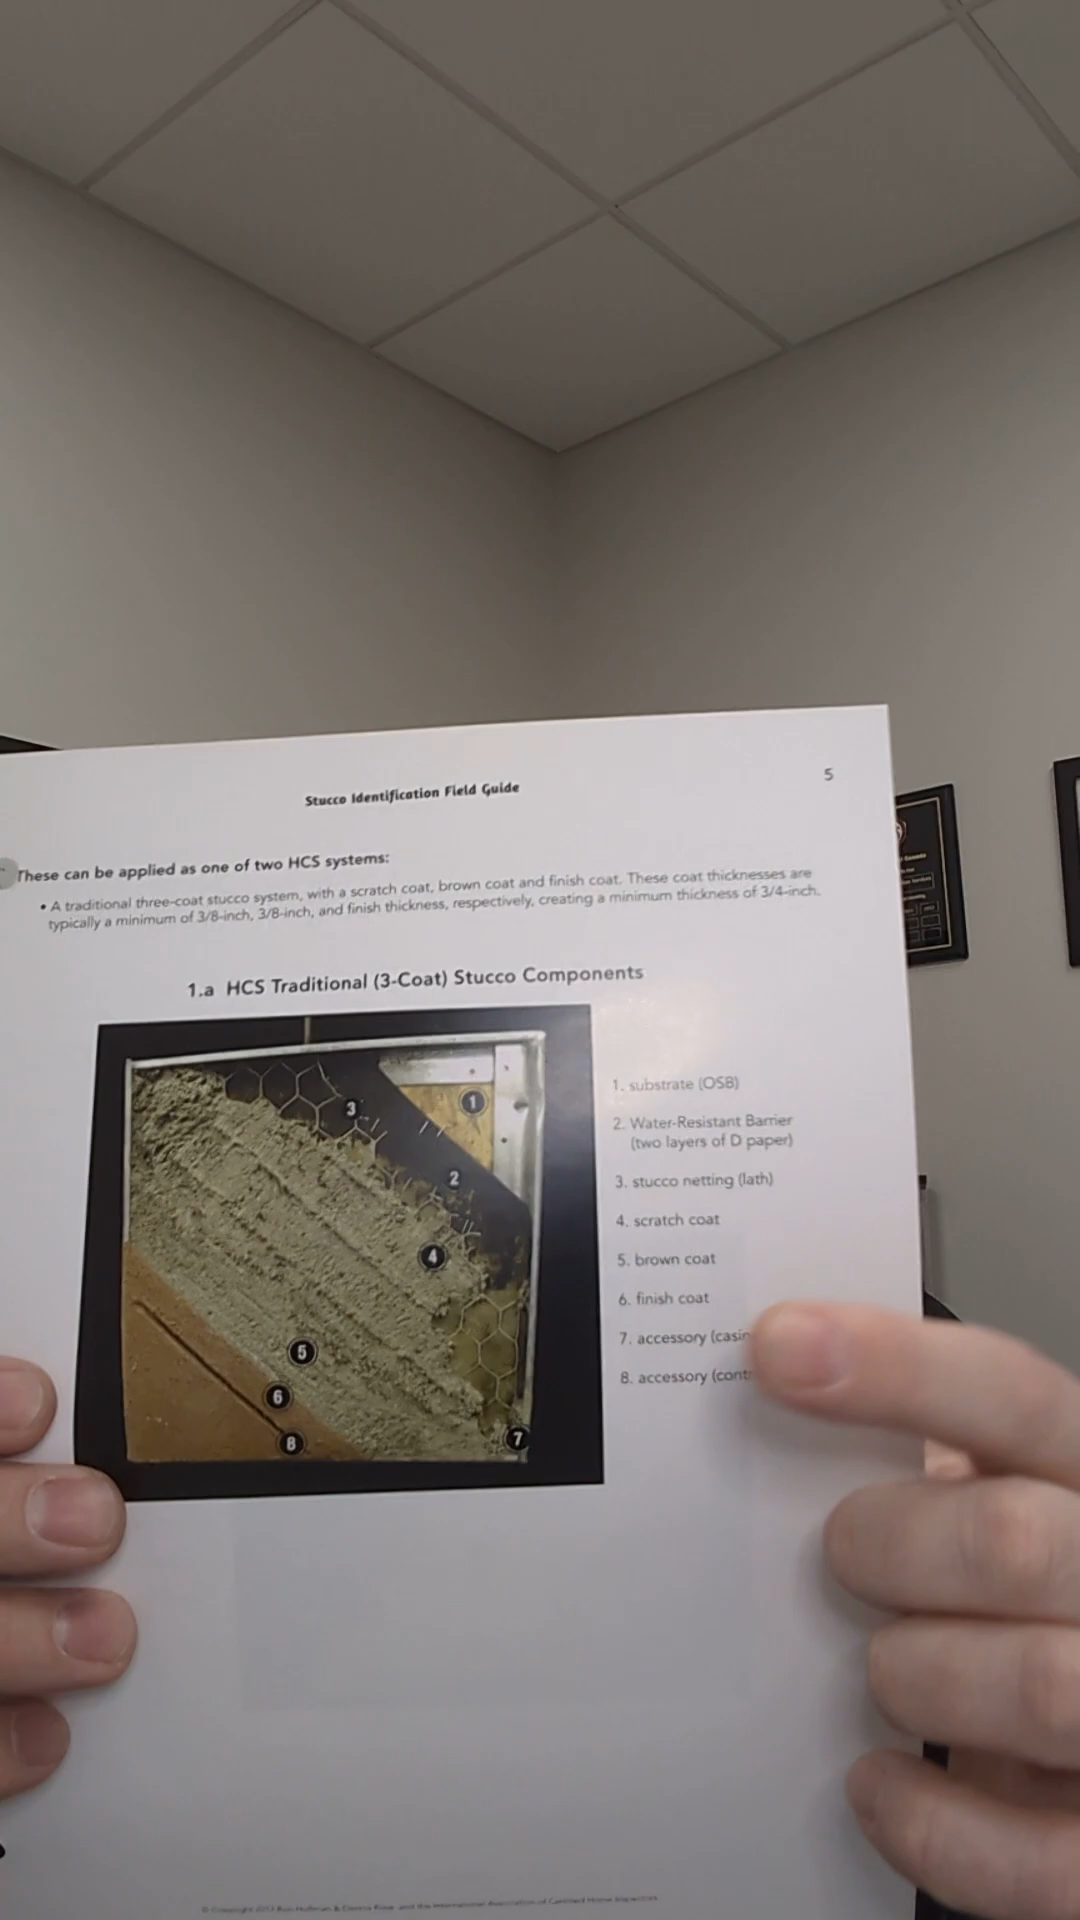 Stucco Identification Field Guide
5
These can be applied as one of two HCS systems:
• A traditional three-coat stucco system, with a scratch coat, brown coat and finish coat. These coat thicknesses are
typically a minimum of 3/8-inch, 3/8-inch, and finish thickness, respectively, creating a minimum thickness of 3/4-inch.
1.a HCS Traditional (3-Coat) Stucco Components
1
3
2
4
5
6
8
7
1. substrate (OSB)
2. Water-Resistant Barrier
(two layers of D paper)
3. stucco netting (lath)
4. scratch coat
5. brown coat
6. finish coat
7. accessory (casin
8. accessory (cont